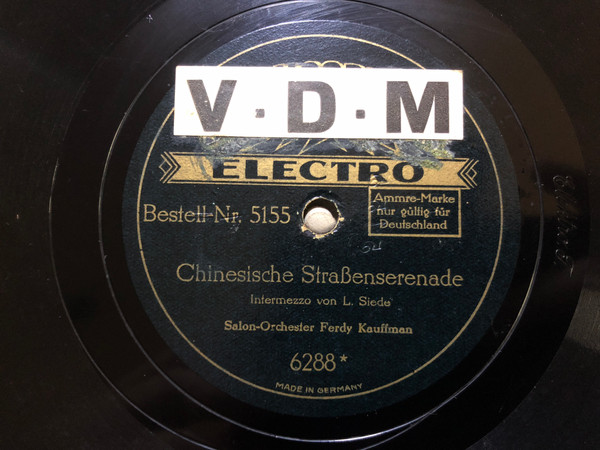 V·D·M
ELECTRO
Bestell-Nr. 5155
Ammre-Marke
nur gültig für
Deutschland
Chinesische Straßenserenade
Intermezzo von L. Siede
Salon-Orchester Ferdy Kauffman
6288*
MADE IN GERMANY